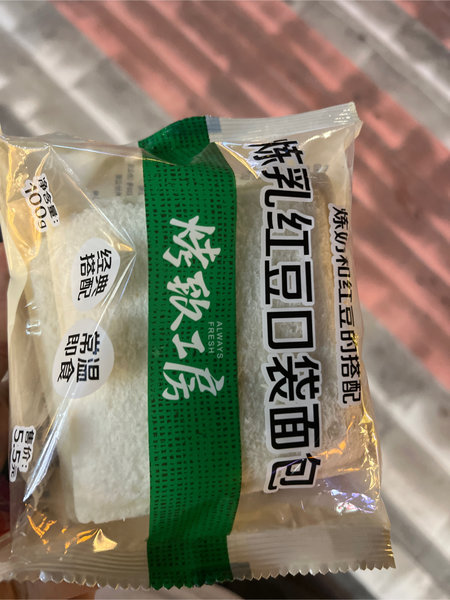 炼奶和红豆的搭配
炼乳红豆口袋面包
烤致工房
ALWAYS
FRESH
经典
搭配
常温
即食
净含量:
100g
售价:
5.5元